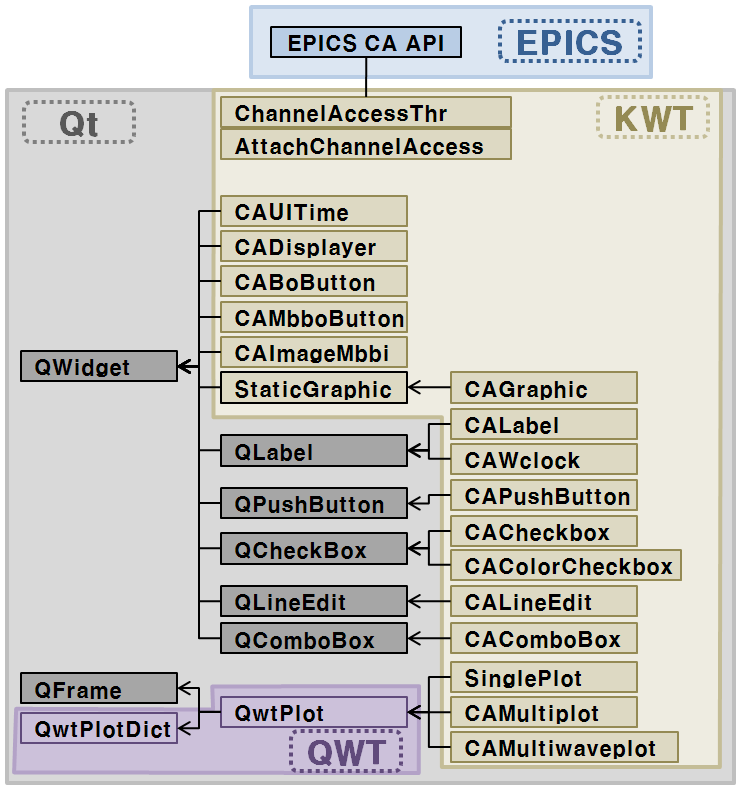 EPICS CA API
EPICS
Qt
KWT
ChannelAccessThr
AttachChannelAccess
CAUITime
CADisplayer
CABoButton
CAMbboButton
CAImageMbbi
QWidget
StaticGraphic
CAGraphic
CALabel
QLabel
CAWclock
QPushButton
CAPushButton
CACheckbox
QCheckBox
CAColorCheckbox
QLineEdit
CALineEdit
QComboBox
CAComboBox
SinglePlot
QFrame
QwtPlot
CAMultiplot
QwtPlotDict
QWT
CAMultiwaveplot